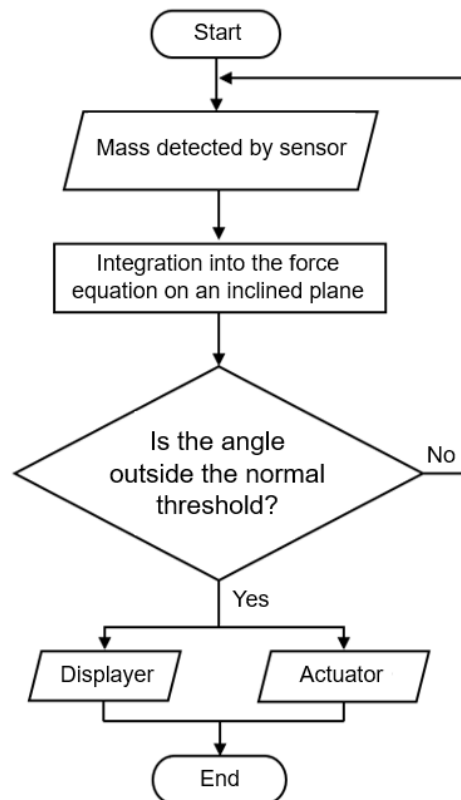 Start
Mass detected by sensor
Integration into the force
equation on an inclined plane
Is the angle
outside the normal
threshold?
No
Yes
Displayer
Actuator
End